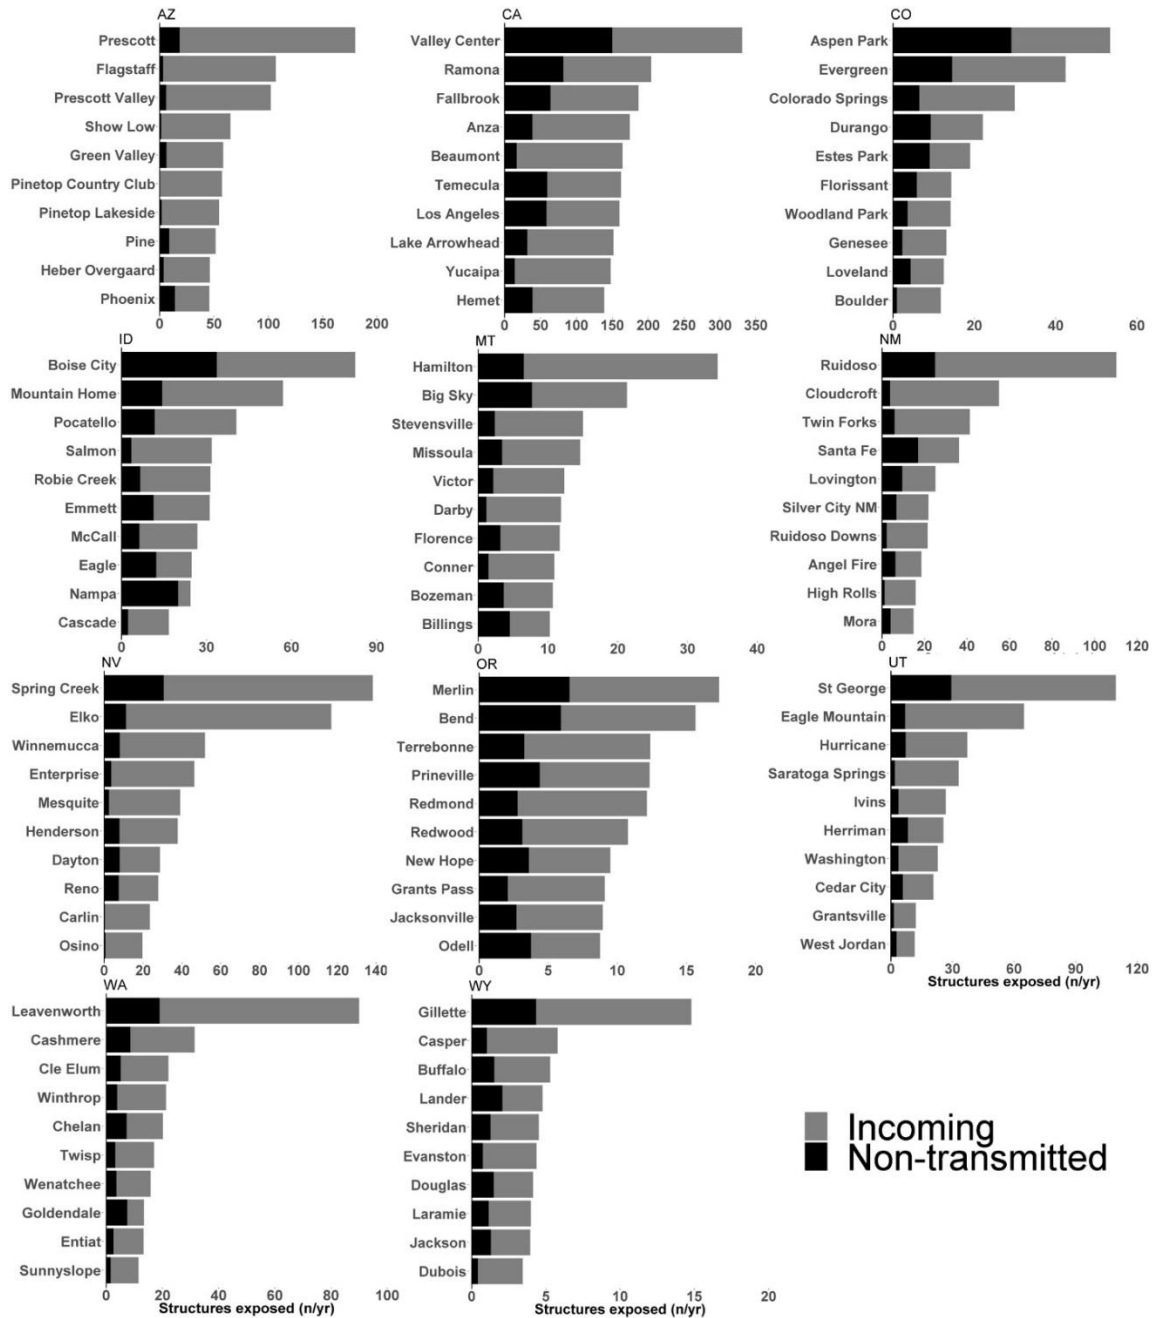 AZ
Prescott
Flagstaff
Prescott Valley
Show Low
Green Valley
Pinetop Country Club
Pinetop Lakeside
Pine
Heber Overgaard
Phoenix
0 50 100 150 200
CA
Valley Center
Ramona
Fallbrook
Anza
Beaumont
Temecula
Los Angeles
Lake Arrowhead
Yucaipa
Hemet
0 50 100 150 200 250 300 350
CO
Aspen Park
Evergreen
Colorado Springs
Durango
Estes Park
Florissant
Woodland Park
Genesee
Loveland
Boulder
0 20 40 60
ID
Boise City
Mountain Home
Pocatello
Salmon
Robie Creek
Emmett
McCall
Eagle
Nampa
Cascade
0 30 60 90
MT
Hamilton
Big Sky
Stevensville
Missoula
Victor
Darby
Florence
Conner
Bozeman
Billings
0 10 20 30 40
NM
Ruidoso
Cloudcroft
Twin Forks
Santa Fe
Lovington
Silver City NM
Ruidoso Downs
Angel Fire
High Rolls
Mora
0 20 40 60 80 100 120
NV
Spring Creek
Elko
Winnemucca
Enterprise
Mesquite
Henderson
Dayton
Reno
Carlin
Osino
0 20 40 60 80 100 120 140
OR
Merlin
Bend
Terrebonne
Prineville
Redmond
Redwood
New Hope
Grants Pass
Jacksonville
Odell
0 5 10 15 20
UT
St George
Eagle Mountain
Hurricane
Saratoga Springs
Ivins
Herriman
Washington
Cedar City
Grantsville
West Jordan
0 30 60 90 120
Structures exposed (n/yr)
WA
Leavenworth
Cashmere
Cle Elum
Winthrop
Chelan
Twisp
Wenatchee
Goldendale
Entiat
Sunnyslope
0 20 40 60 80 100
Structures exposed (n/yr)
WY
Gillette
Casper
Buffalo
Lander
Sheridan
Evanston
Douglas
Laramie
Jackson
Dubois
0 5 10 15 20
Structures exposed (n/yr)
Incoming
Non-transmitted